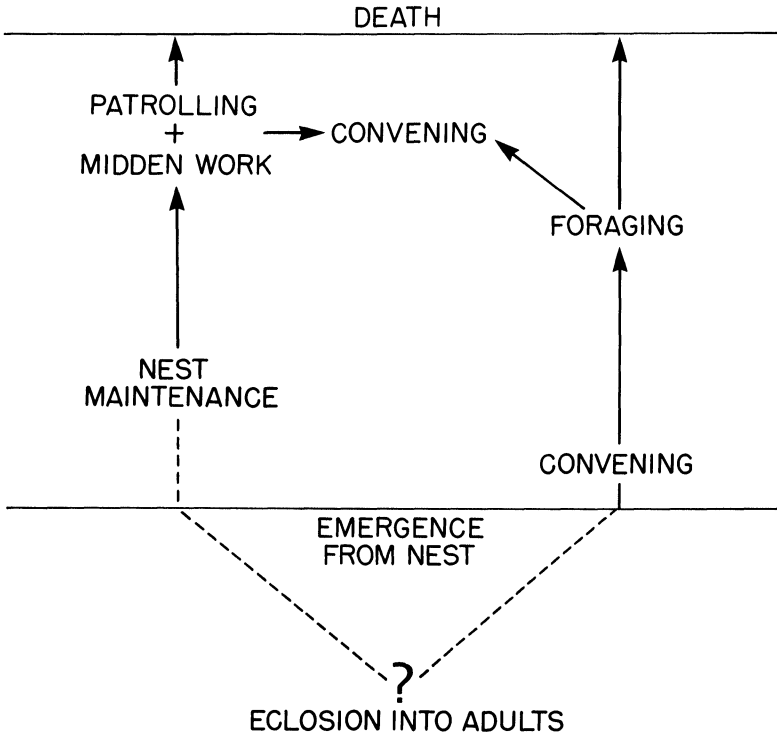 DEATH
PATROLLING
+
MIDDEN WORK
CONVENING
FORAGING
NEST
MAINTENANCE
CONVENING
EMERGENCE
FROM NEST
?
ECLOSION INTO ADULTS